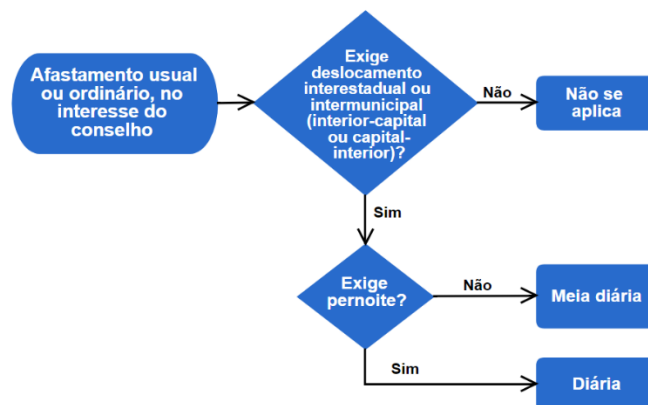 Afastamento usual
ou ordinário, no
interesse do
conselho
Exige
deslocamento
interestadual ou
intermunicipal
(interior-capital
ou capital-
interior)?
Não
Não se
aplica
Sim
Exige
pernoite?
Não
Meia diária
Sim
Diária